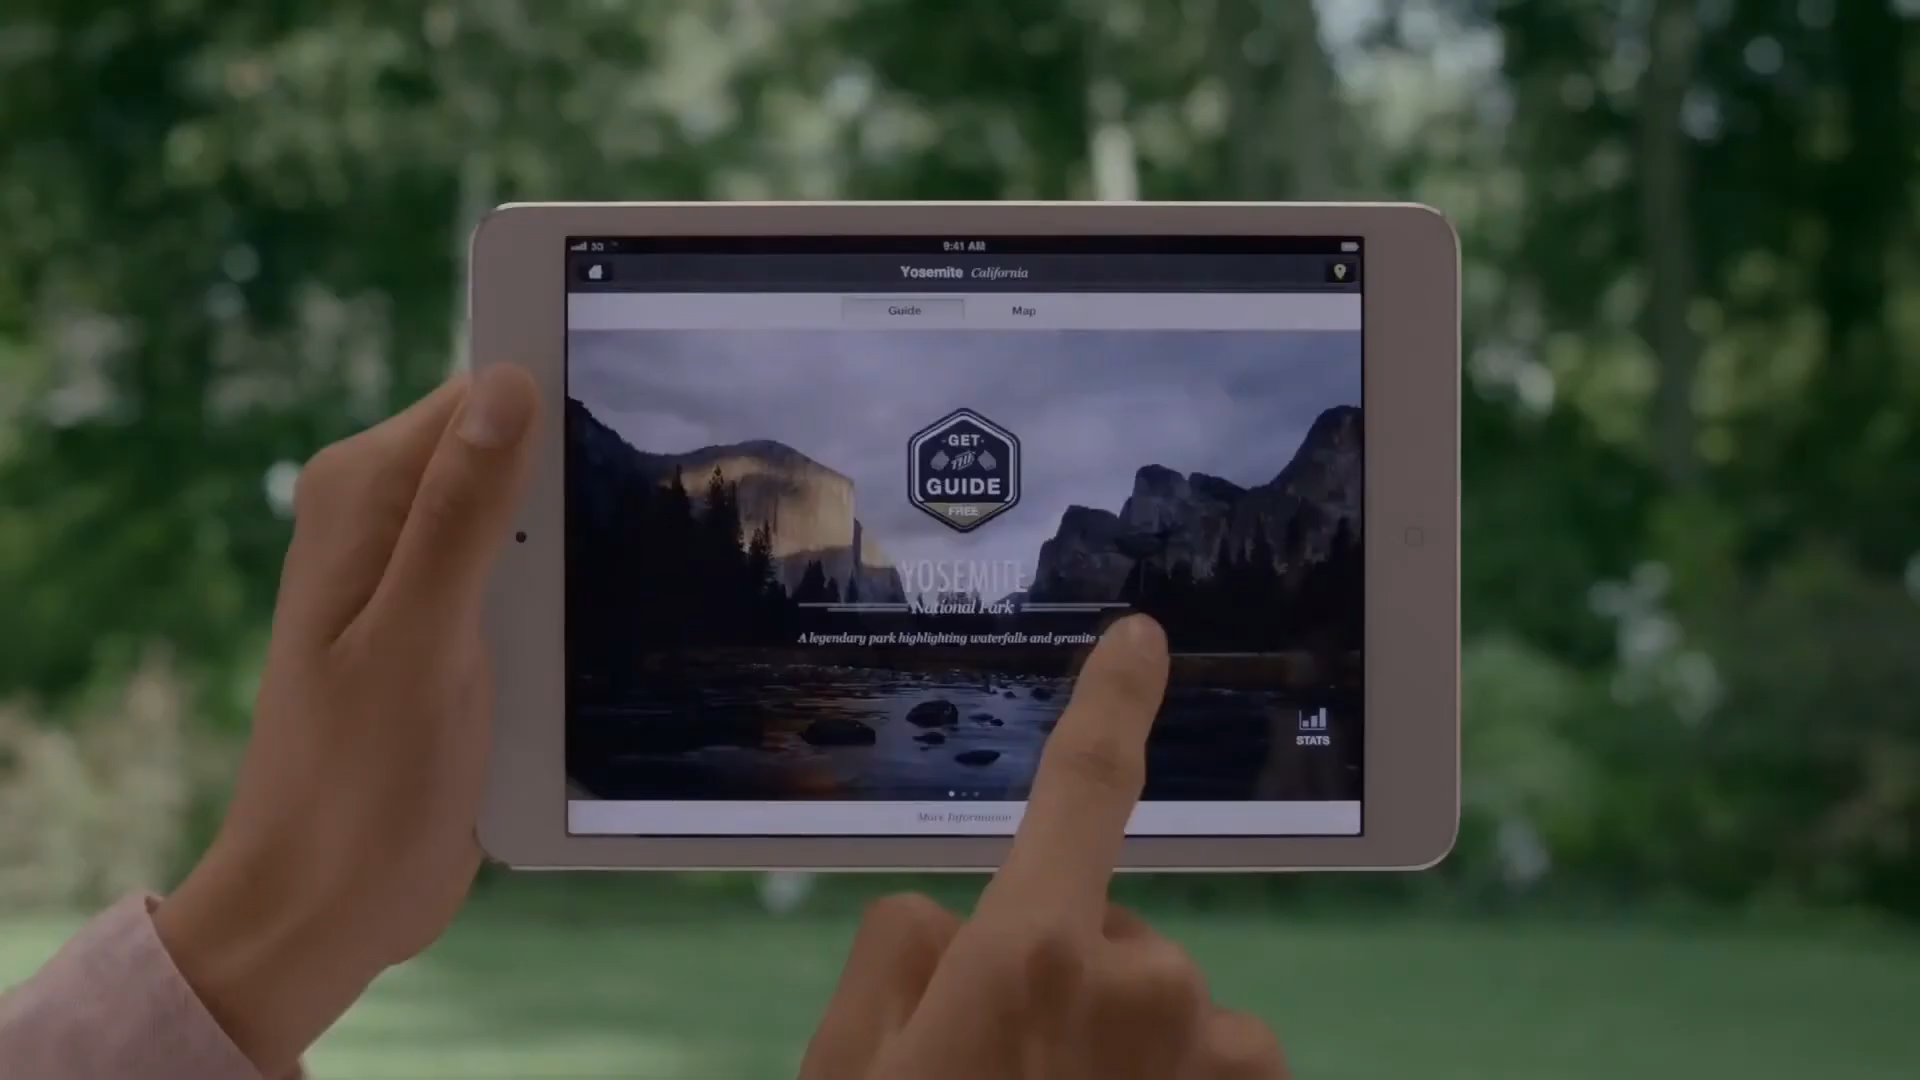 3G
9:41 AM
Yosemite California
Guide
Map
GET
THE
GUIDE
FREE
YOSEMITE
National Park
A legendary park highlighting waterfalls and granite
STATS
More Information